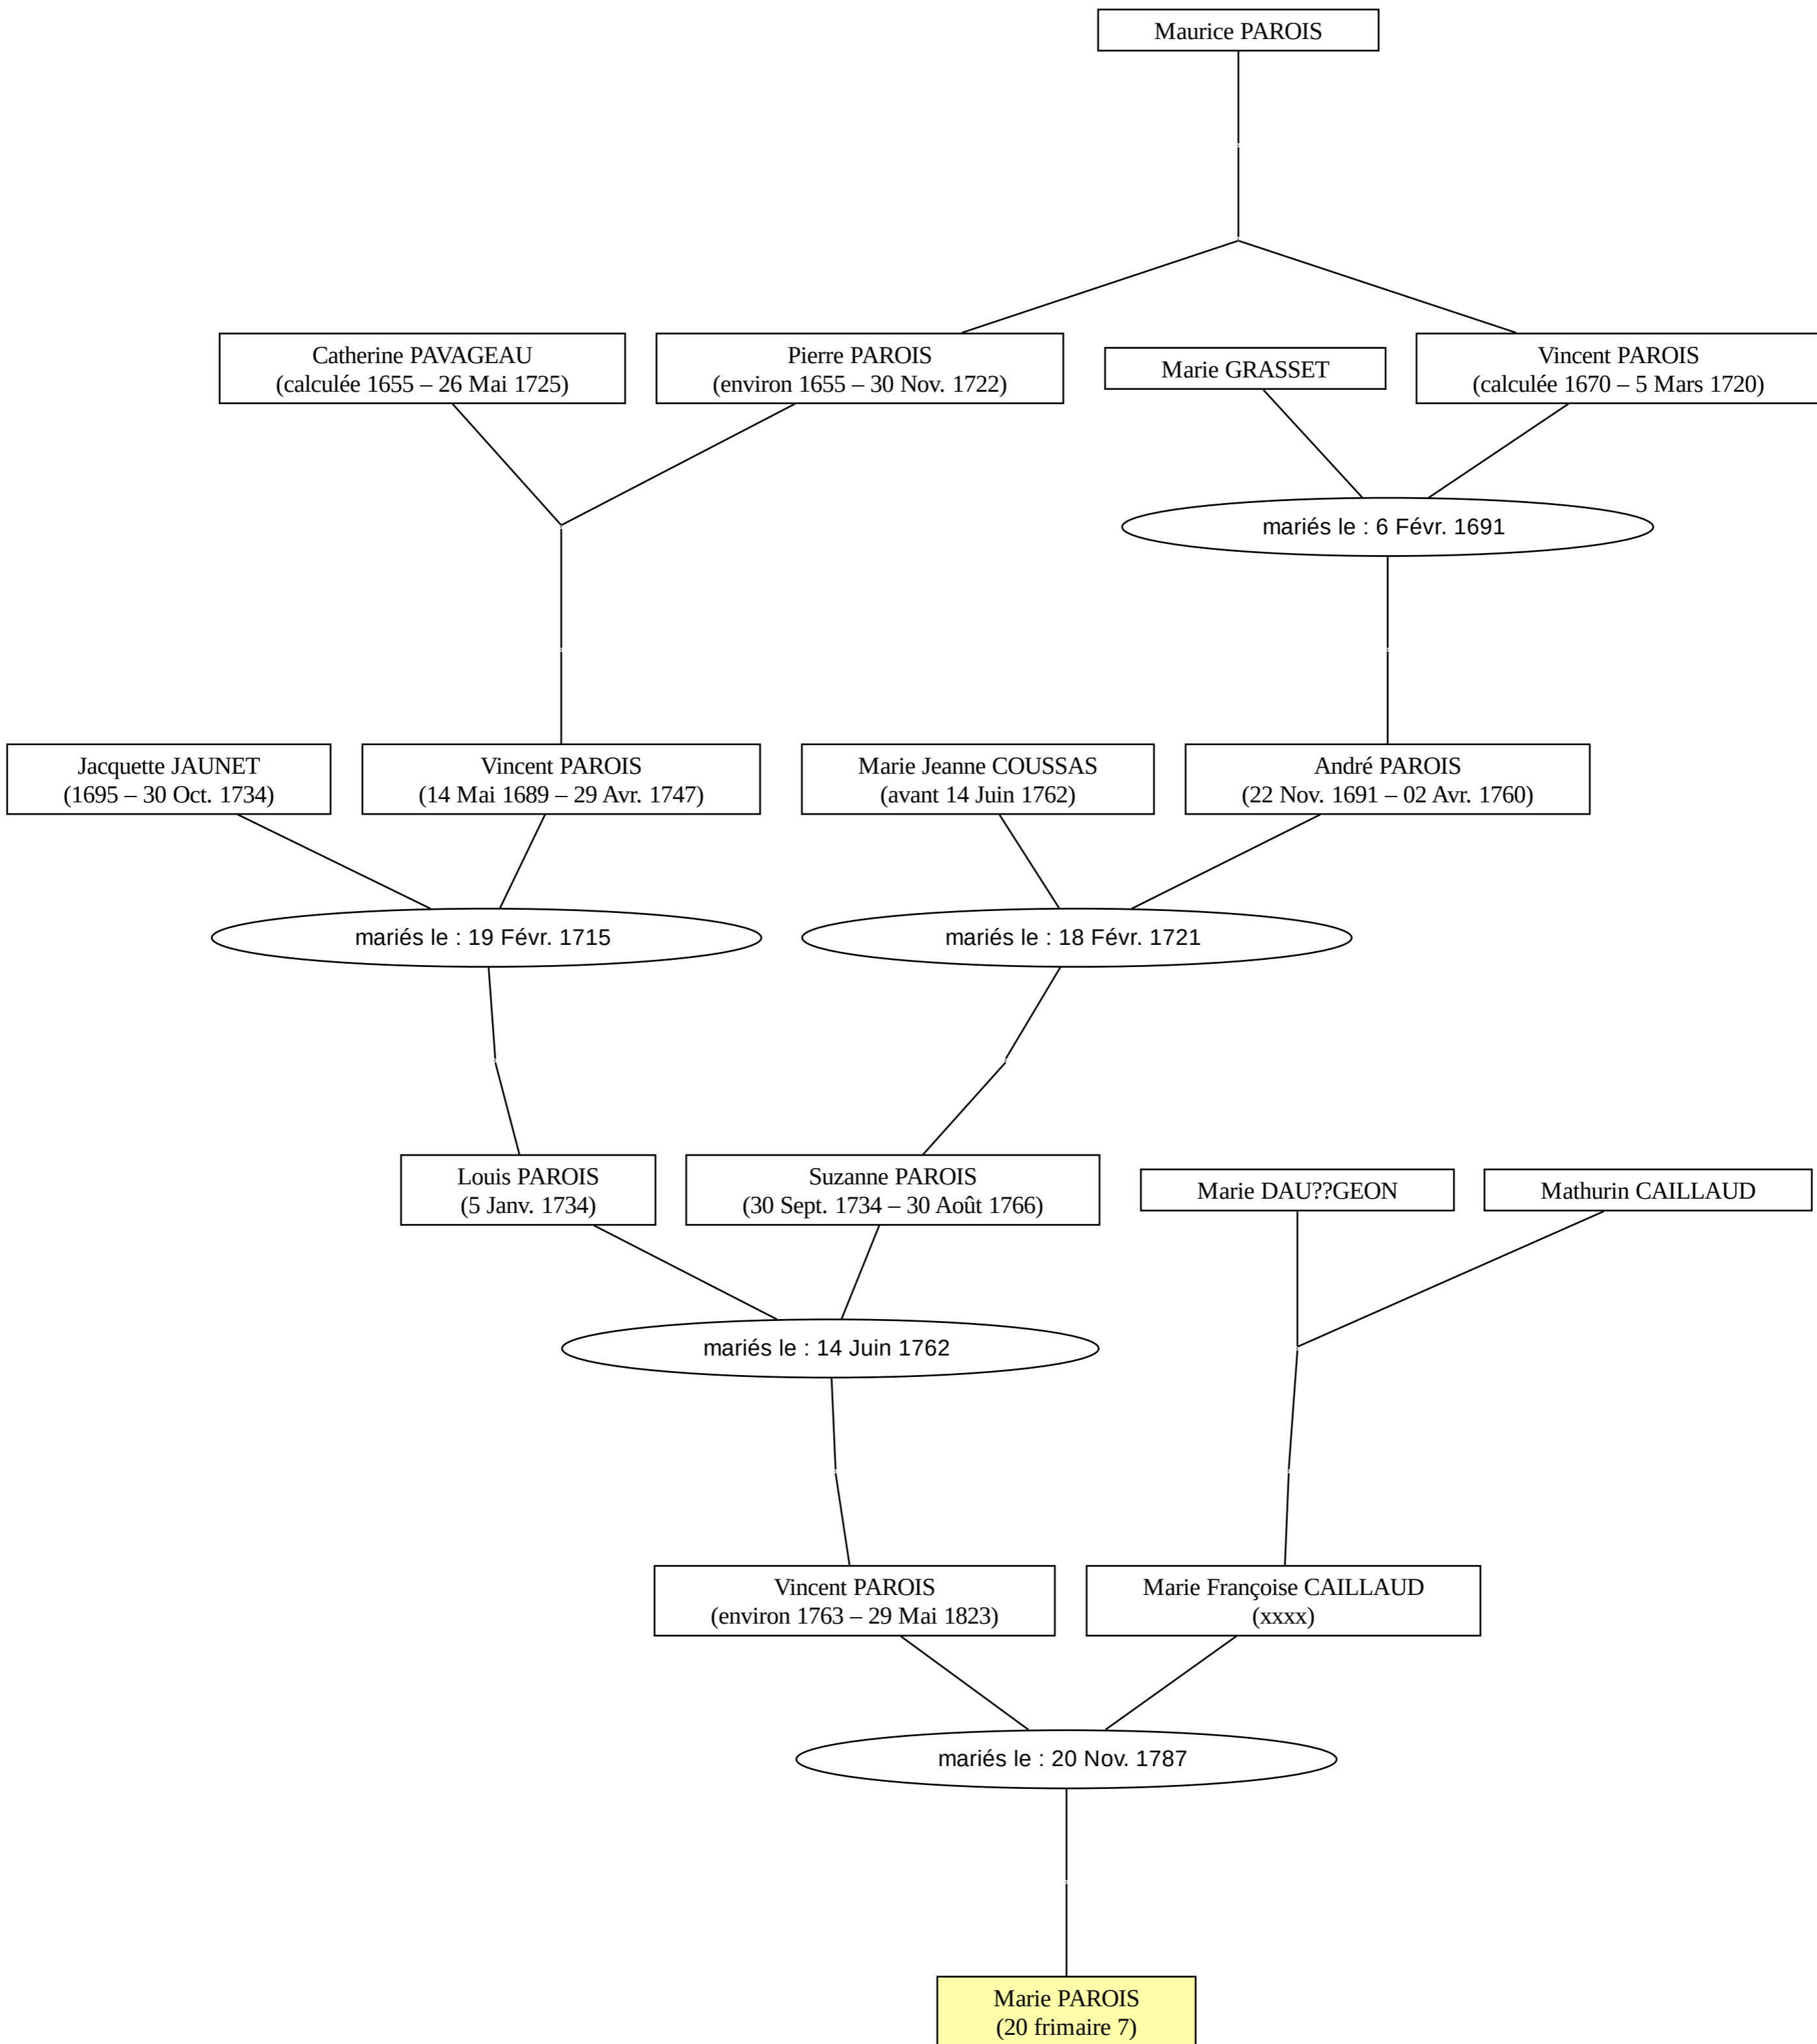 Maurice PAROIS
Catherine PAVAGEAU
(calculée 1655 – 26 Mai 1725)
Pierre PAROIS
(environ 1655 – 30 Nov. 1722)
Marie GRASSET
Vincent PAROIS
(calculée 1670 – 5 Mars 1720)
mariés le : 6 Févr. 1691
Jacquette JAUNET
(1695 – 30 Oct. 1734)
Vincent PAROIS
(14 Mai 1689 – 29 Avr. 1747)
Marie Jeanne COUSSAS
(avant 14 Juin 1762)
André PAROIS
(22 Nov. 1691 – 02 Avr. 1760)
mariés le : 19 Févr. 1715
mariés le : 18 Févr. 1721
Louis PAROIS
(5 Janv. 1734)
Suzanne PAROIS
(30 Sept. 1734 – 30 Août 1766)
Marie DAU??GEON
Mathurin CAILLAUD
mariés le : 14 Juin 1762
Vincent PAROIS
(environ 1763 – 29 Mai 1823)
Marie Françoise CAILLAUD
(xxxx)
mariés le : 20 Nov. 1787
Marie PAROIS
(20 frimaire 7)